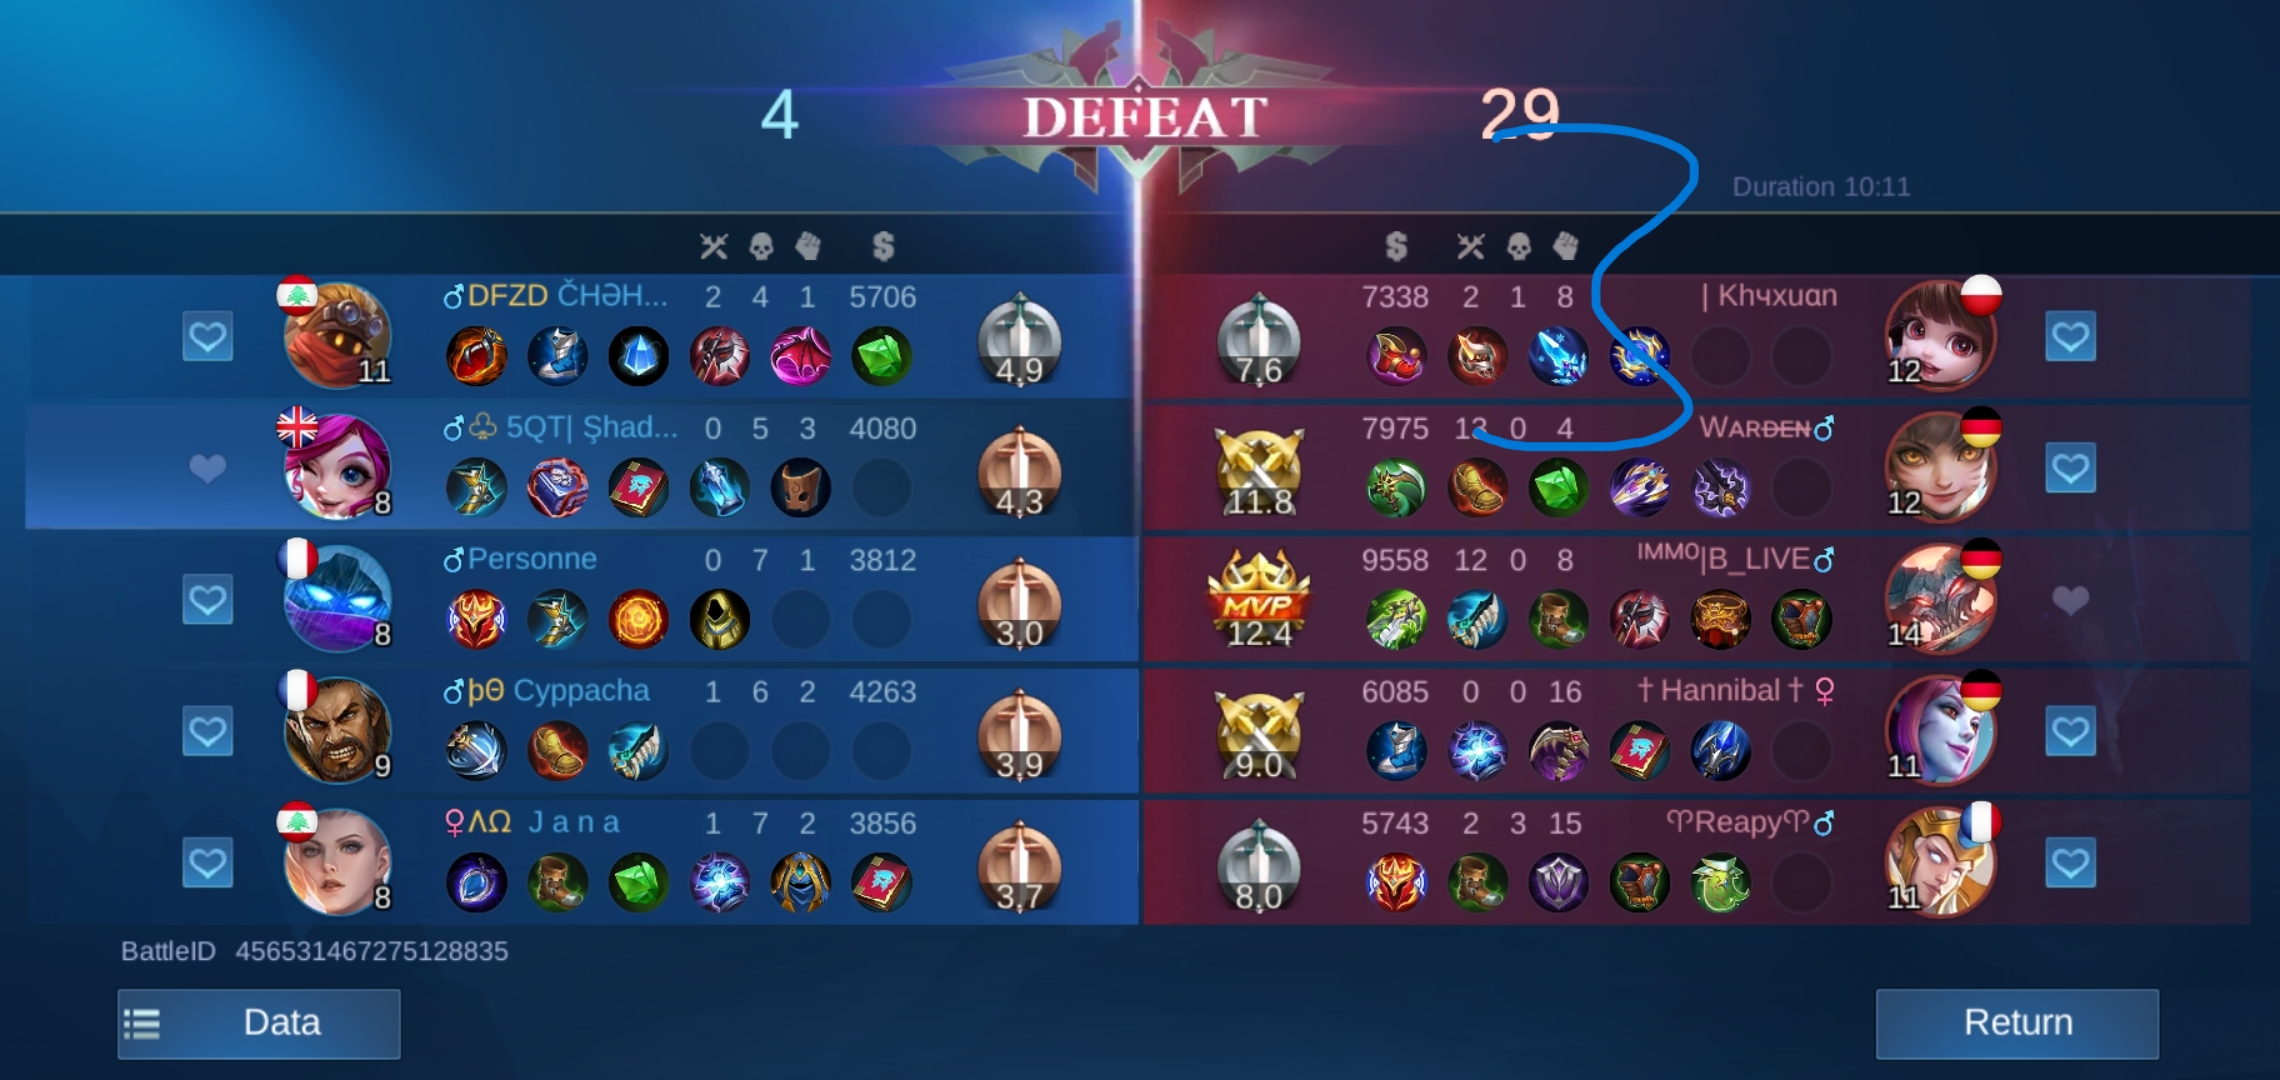 4 DEFEAT 29
Duration 10:11
DFZD ČHƏH... 2 4 1 5706
11 4,9
7338 2 1 8 | Khчxuαn
7.6 12
5QT| Şhad... 0 5 3 4080
8 4,3
7975 13 0 4 WARDEN
11.8 12
Personne 0 7 1 3812
8 3.0
9558 12 0 8 IMMO|B_LIVE
MVP
12.4 14
þΘ Cyppacha 1 6 2 4263
9 3,9
6085 0 0 16 † Hannibal †
9.0 11
ΛΩ J a n a 1 7 2 3856
8 3,7
5743 2 3 15 ♈Reapy♈
8.0 11
BattleID 456531467275128835
Data
Return